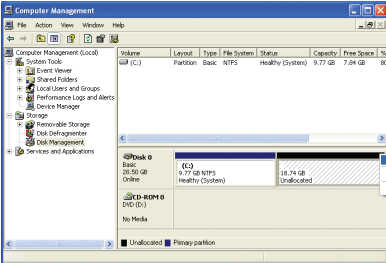 Computer Management
File Action View Window Help
Computer Management (Local)
System Tools
Event Viewer
Shared Folders
Local Users and Groups
Performance Logs and Alerts
Device Manager
Storage
Removable Storage
Disk Defragmenter
Disk Management
Services and Applications
Volume Layout Type File System Status Capacity Free Space %
(C:) Partition Basic NTFS Healthy (System) 9.77 GB 7.84 GB 80
Disk 0
Basic
28.50 GB
Online
(C:)
9.77 GB NTFS
Healthy (System)
18.74 GB
Unallocated
CD-ROM 0
DVD (D:)
No Media
Unallocated Primary partition